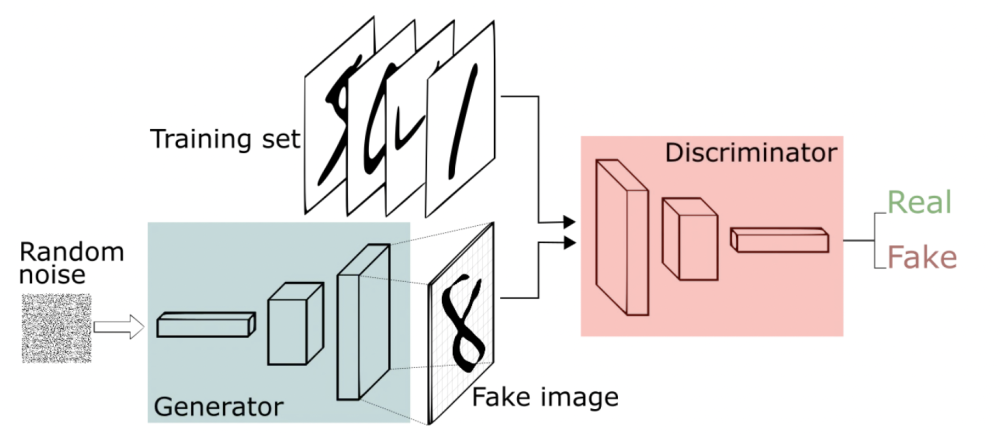 Training set
Discriminator
Real
Fake
Random
noise
Generator
Fake image